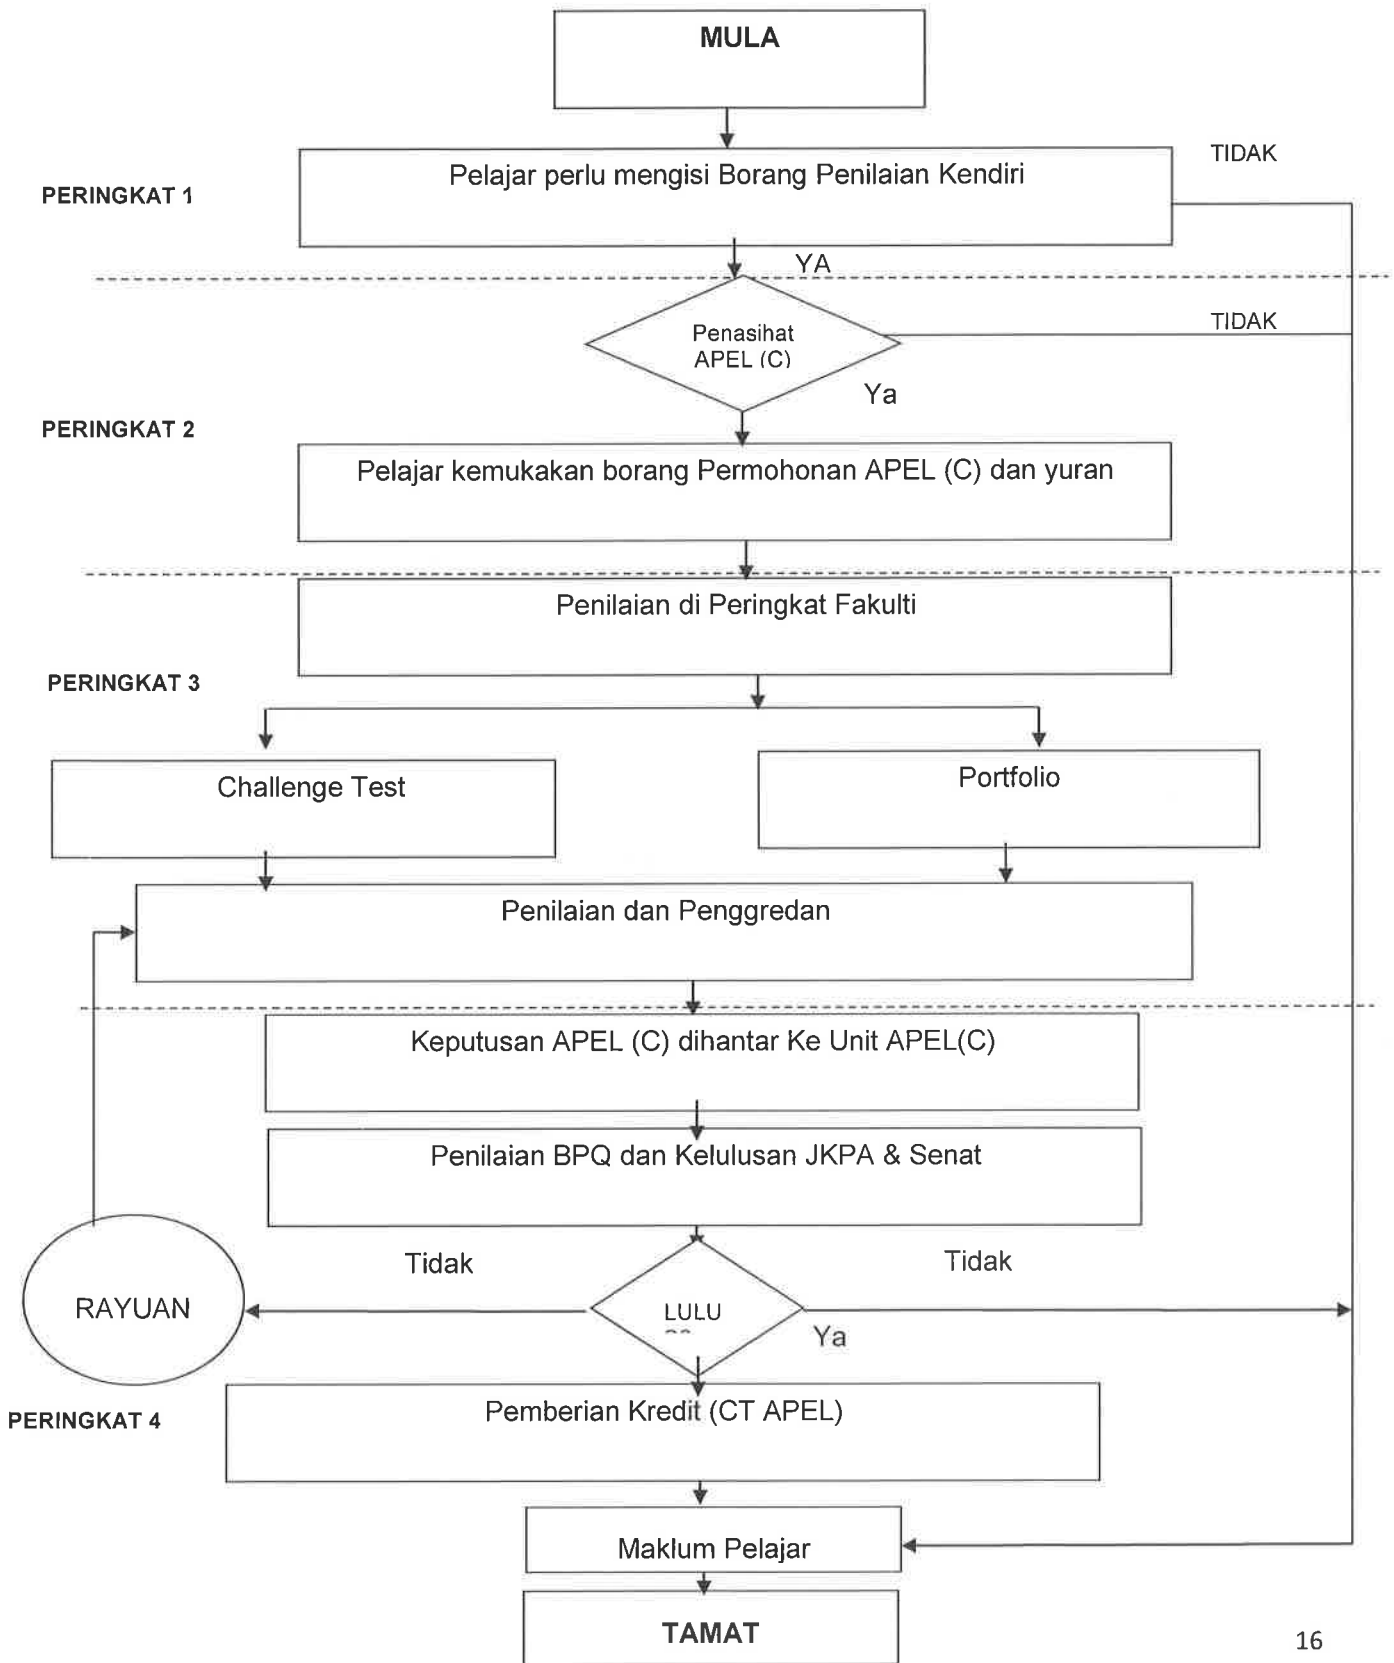 MULA
TIDAK
Pelajar perlu mengisi Borang Penilaian Kendiri
PERINGKAT 1
YA
Penasihat
APEL (C)
TIDAK
Ya
PERINGKAT 2
Pelajar kemukakan borang Permohonan APEL (C) dan yuran
Penilaian di Peringkat Fakulti
PERINGKAT 3
Challenge Test
Portfolio
Penilaian dan Penggredan
Keputusan APEL (C) dihantar Ke Unit APEL(C)
Penilaian BPQ dan Kelulusan JKPA & Senat
Tidak
Tidak
RAYUAN
LULU
Ya
Pemberian Kredit (CT APEL)
PERINGKAT 4
Maklum Pelajar
TAMAT
16